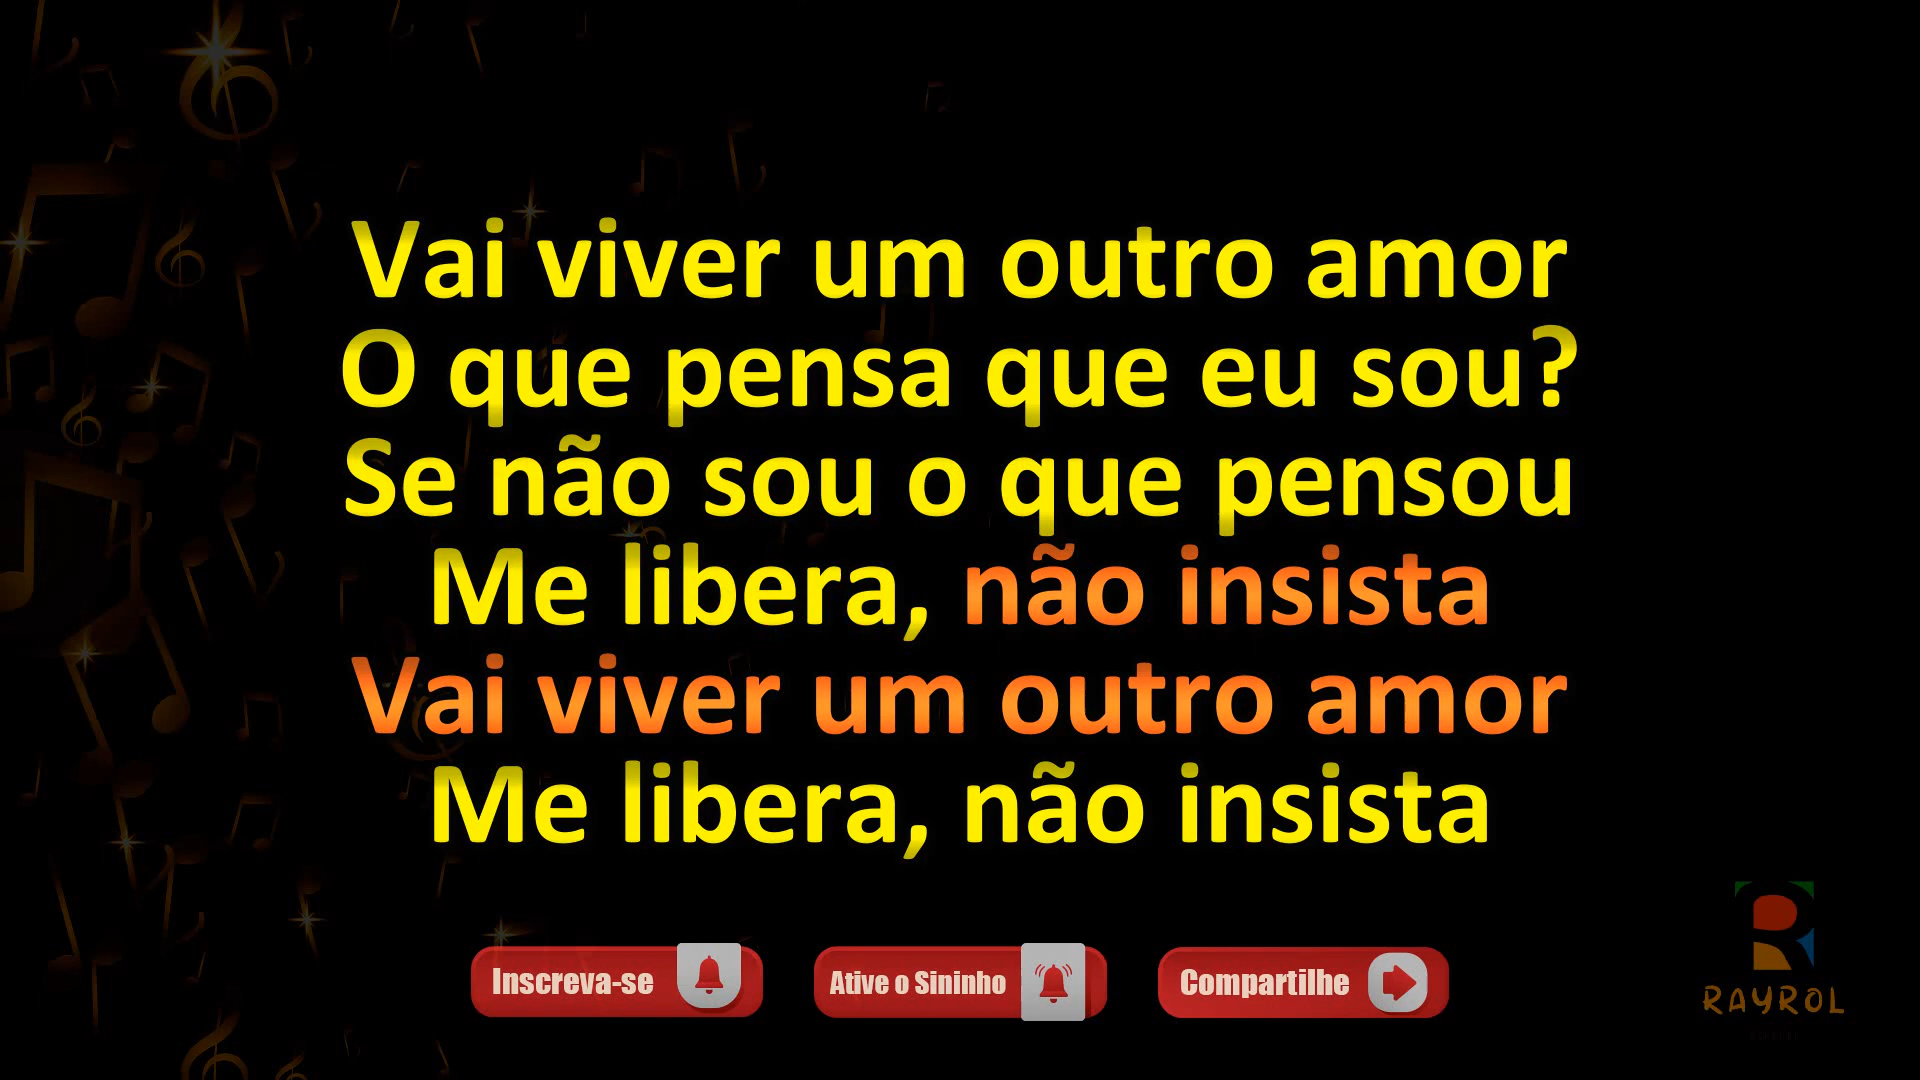 Vai viver um outro amor
O que pensa que eu sou?
Se não sou o que pensou
Me libera, não insista
Vai viver um outro amor
Me libera, não insista
Inscreva-se
Ative o Sininho
Compartilhe
RAYROL